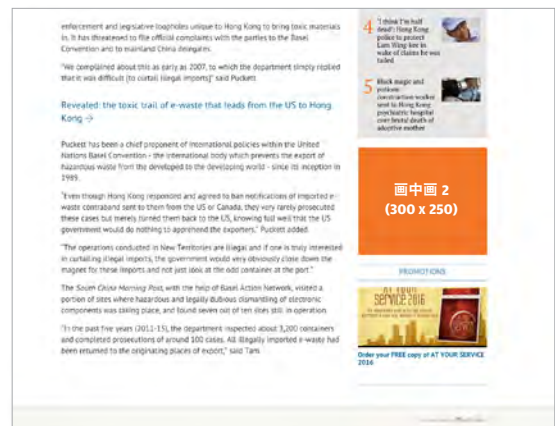 enforcement and legislative loopholes unique to Hong Kong to bring toxic materials
in. It has threatened to file official complaints with the parties to the Basel
Convention and to mainland China delegates.
"We complained about this as early as 2007, to which the department simply replied
that it was difficult [to curtail illegal imports]" said Puckett.
Revealed: the toxic trail of e-waste that leads from the US to Hong
Kong →
Puckett has been a chief proponent of international policies within the United
Nations Basel Convention - the international body which prevents the export of
hazardous waste from the developed to the developing world - since its inception in
1989.
"Even though Hong Kong responded and agreed to ban notifications of imported e-
waste contraband sent to them from the US or Canada, they very rarely prosecuted
these cases but merely turned them back to the US, knowing full well that the US
government would do nothing to apprehend the exporters," Puckett added.
"The operations conducted in New Territories are illegal and if one is truly interested
in curtailing illegal imports, the government would very obviously close down the
magnet for these imports and not just look at the odd container at the port."
The South China Morning Post, with the help of Basel Action Network, visited a
portion of sites where hazardous and legally dubious dismantling of electronic
components was taking place, and found seven out of ten sites still in operation.
"In the past five years (2011-15), the department inspected about 3,200 containers
and completed prosecutions of around 100 cases. All illegally imported e-waste had
been returned to the originating places of export," said Tam.
4
'I think I'm half
dead': Hong Kong
police to protect
Lam Wing-kee in
wake of claims he was
tailed
5
Black magic and
potions:
construction worker
sent to Hong Kong
psychiatric hospital
over brutal death of
adoptive mother
画中画 2
(300 x 250)
PROMOTIONS
AT YOUR
SERVICE 2016
Order your FREE copy of AT YOUR SERVICE
2016